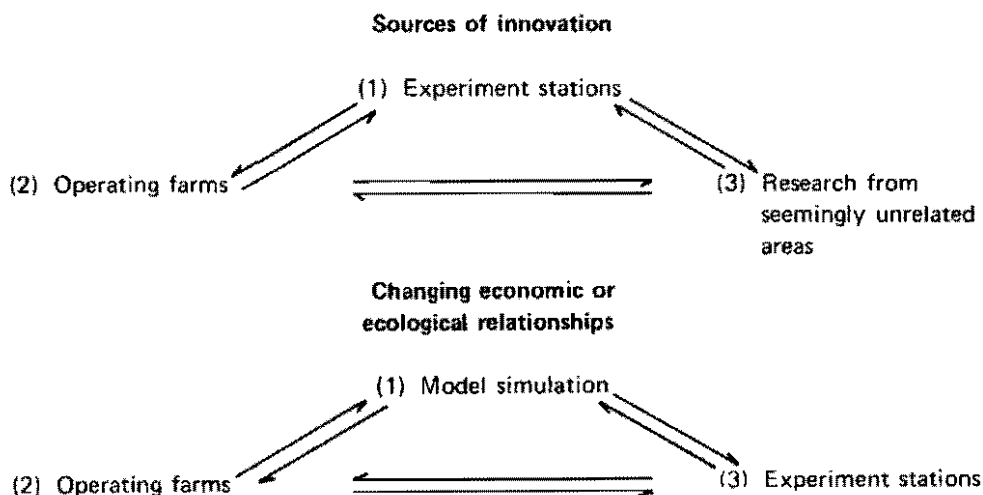 Sources of innovation
(1) Experiment stations
(2) Operating farms
(3) Research from
seemingly unrelated
areas
Changing economic or
ecological relationships
(1) Model simulation
(2) Operating farms
(3) Experiment stations